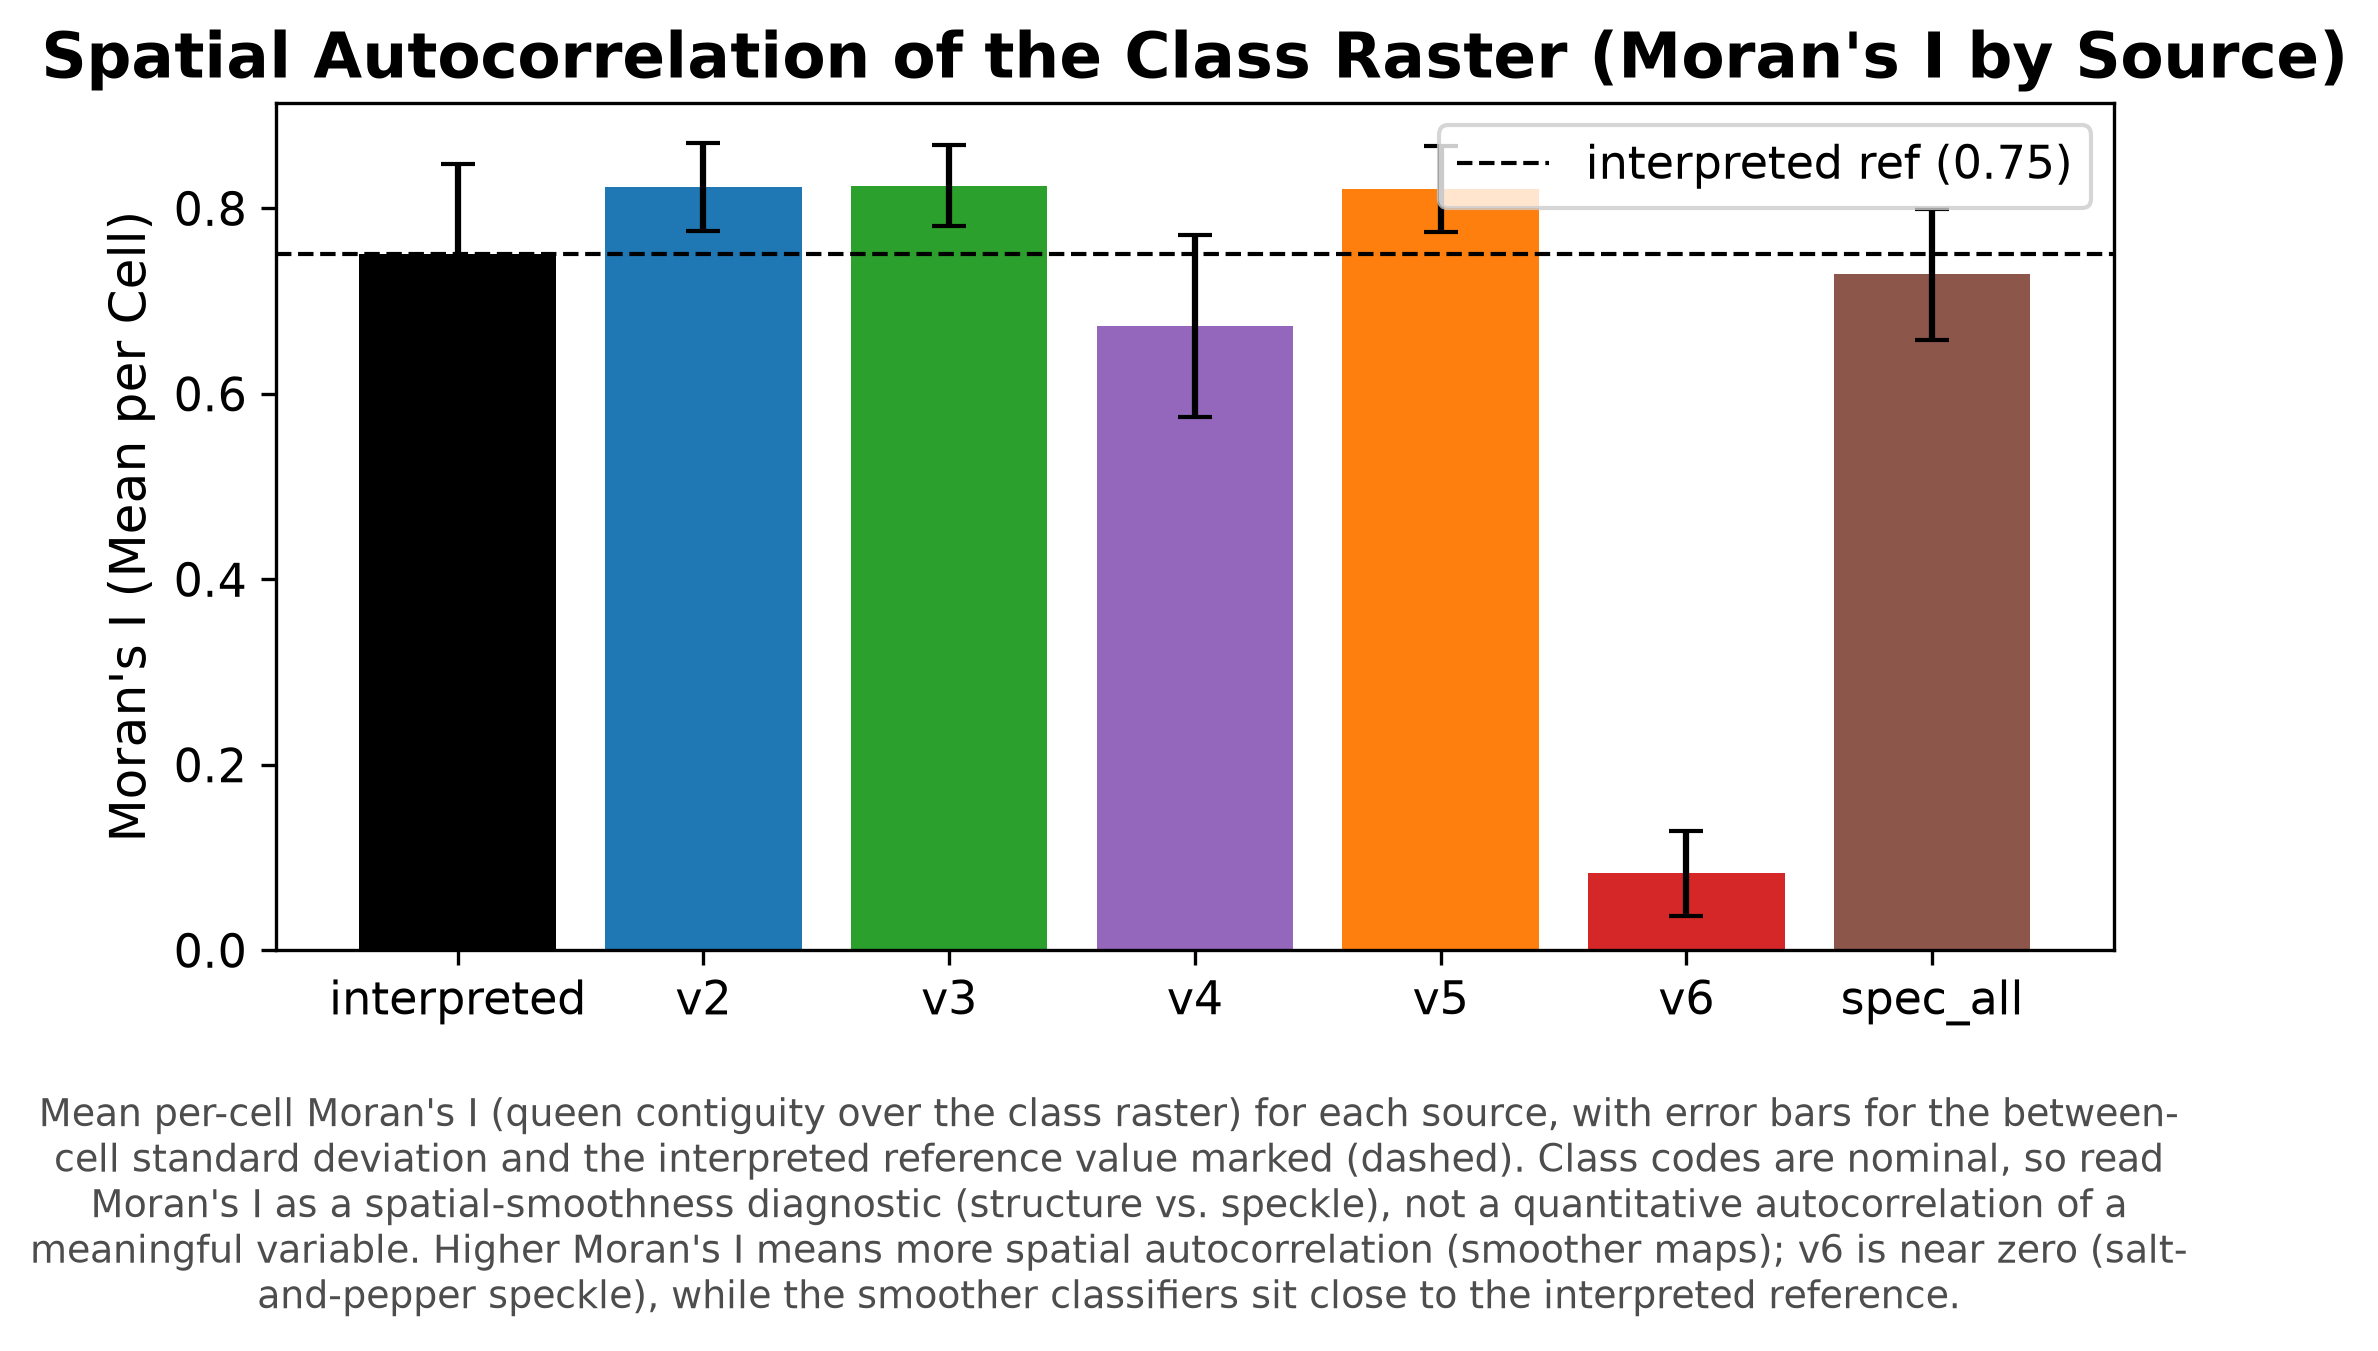 Spatial Autocorrelation of the Class Raster (Moran's I by Source)
interpreted ref (0.75)
Moran's I (Mean per Cell)
0.8
0.6
0.4
0.2
0.0
interpreted v2 v3 v4 v5 v6 spec_all
Mean per-cell Moran's I (queen contiguity over the class raster) for each source, with error bars for the between-
cell standard deviation and the interpreted reference value marked (dashed). Class codes are nominal, so read
Moran's I as a spatial-smoothness diagnostic (structure vs. speckle), not a quantitative autocorrelation of a
meaningful variable. Higher Moran's I means more spatial autocorrelation (smoother maps); v6 is near zero (salt-
and-pepper speckle), while the smoother classifiers sit close to the interpreted reference.